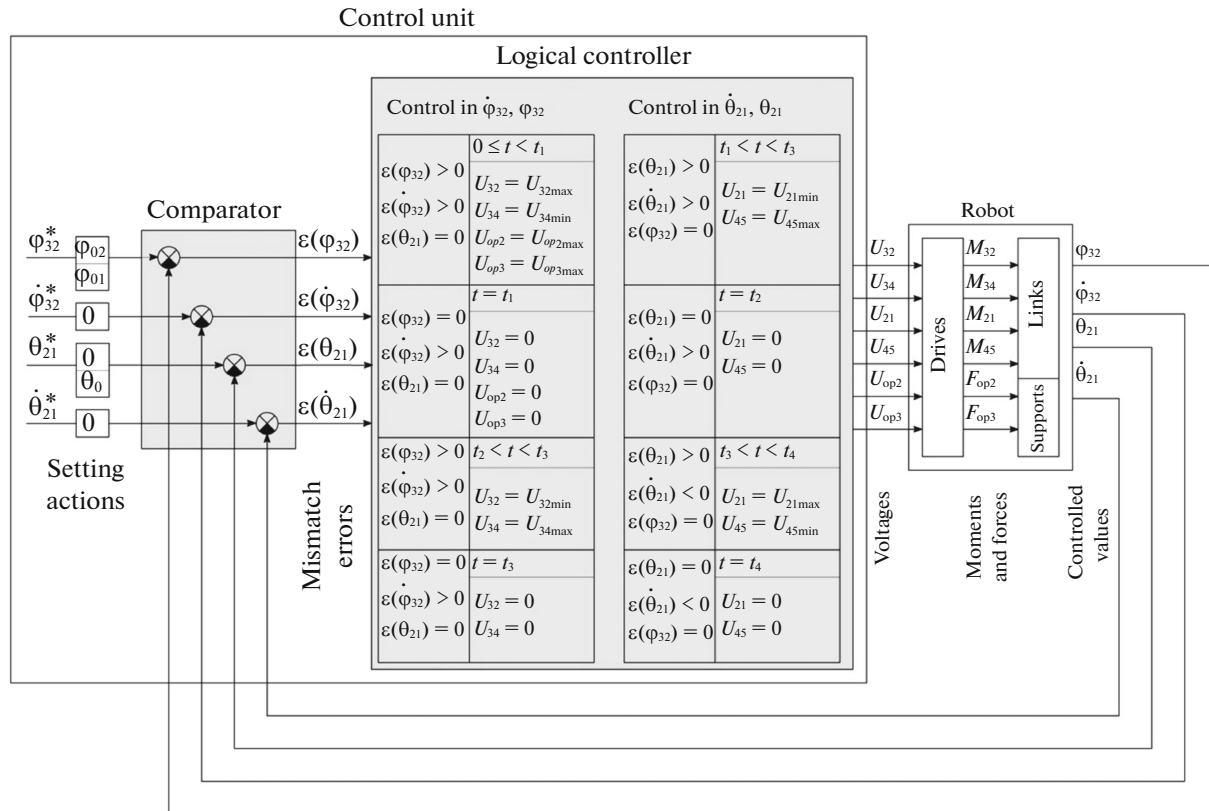 Control unit
Logical controller
Control in φ̇₃₂, φ₃₂
0 ≤ t < t₁
ε(φ₃₂) > 0
ε(φ̇₃₂) > 0
ε(θ₂₁) = 0
U₃₂ = U₃₂max
U₃₄ = U₃₄min
Uop2 = Uop2max
Uop3 = Uop3max
t = t₁
ε(φ₃₂) = 0
ε(φ̇₃₂) > 0
ε(θ₂₁) = 0
U₃₂ = 0
U₃₄ = 0
Uop2 = 0
Uop3 = 0
t₂ < t < t₃
ε(φ₃₂) > 0
ε(φ̇₃₂) > 0
ε(θ₂₁) = 0
U₃₂ = U₃₂min
U₃₄ = U₃₄max
t = t₃
ε(φ₃₂) = 0
ε(φ̇₃₂) > 0
ε(θ₂₁) = 0
U₃₂ = 0
U₃₄ = 0
Control in θ̇₂₁, θ₂₁
t₁ < t < t₃
ε(θ₂₁) > 0
ε(θ̇₂₁) > 0
ε(φ₃₂) = 0
U₂₁ = U₂₁min
U₄₅ = U₄₅max
t = t₂
ε(θ₂₁) = 0
ε(θ̇₂₁) > 0
ε(φ₃₂) = 0
U₂₁ = 0
U₄₅ = 0
t₃ < t < t₄
ε(θ₂₁) > 0
ε(θ̇₂₁) < 0
ε(φ₃₂) = 0
U₂₁ = U₂₁max
U₄₅ = U₄₅min
t = t₄
ε(θ₂₁) = 0
ε(θ̇₂₁) < 0
ε(φ₃₂) = 0
U₂₁ = 0
U₄₅ = 0
Comparator
φ*₃₂
φ₀₂
φ₀₁
φ̇*₃₂
0
θ*₂₁
0
θ₀
θ̇*₂₁
0
Setting
actions
ε(φ₃₂)
ε(φ̇₃₂)
ε(θ₂₁)
ε(θ̇₂₁)
Mismatch
errors
Robot
U₃₂
U₃₄
U₂₁
U₄₅
Uop2
Uop3
Voltages
Drives
M₃₂
M₃₄
M₂₁
M₄₅
Fop2
Fop3
Moments
and forces
Links
Supports
φ₃₂
φ̇₃₂
θ₂₁
θ̇₂₁
Controlled
values